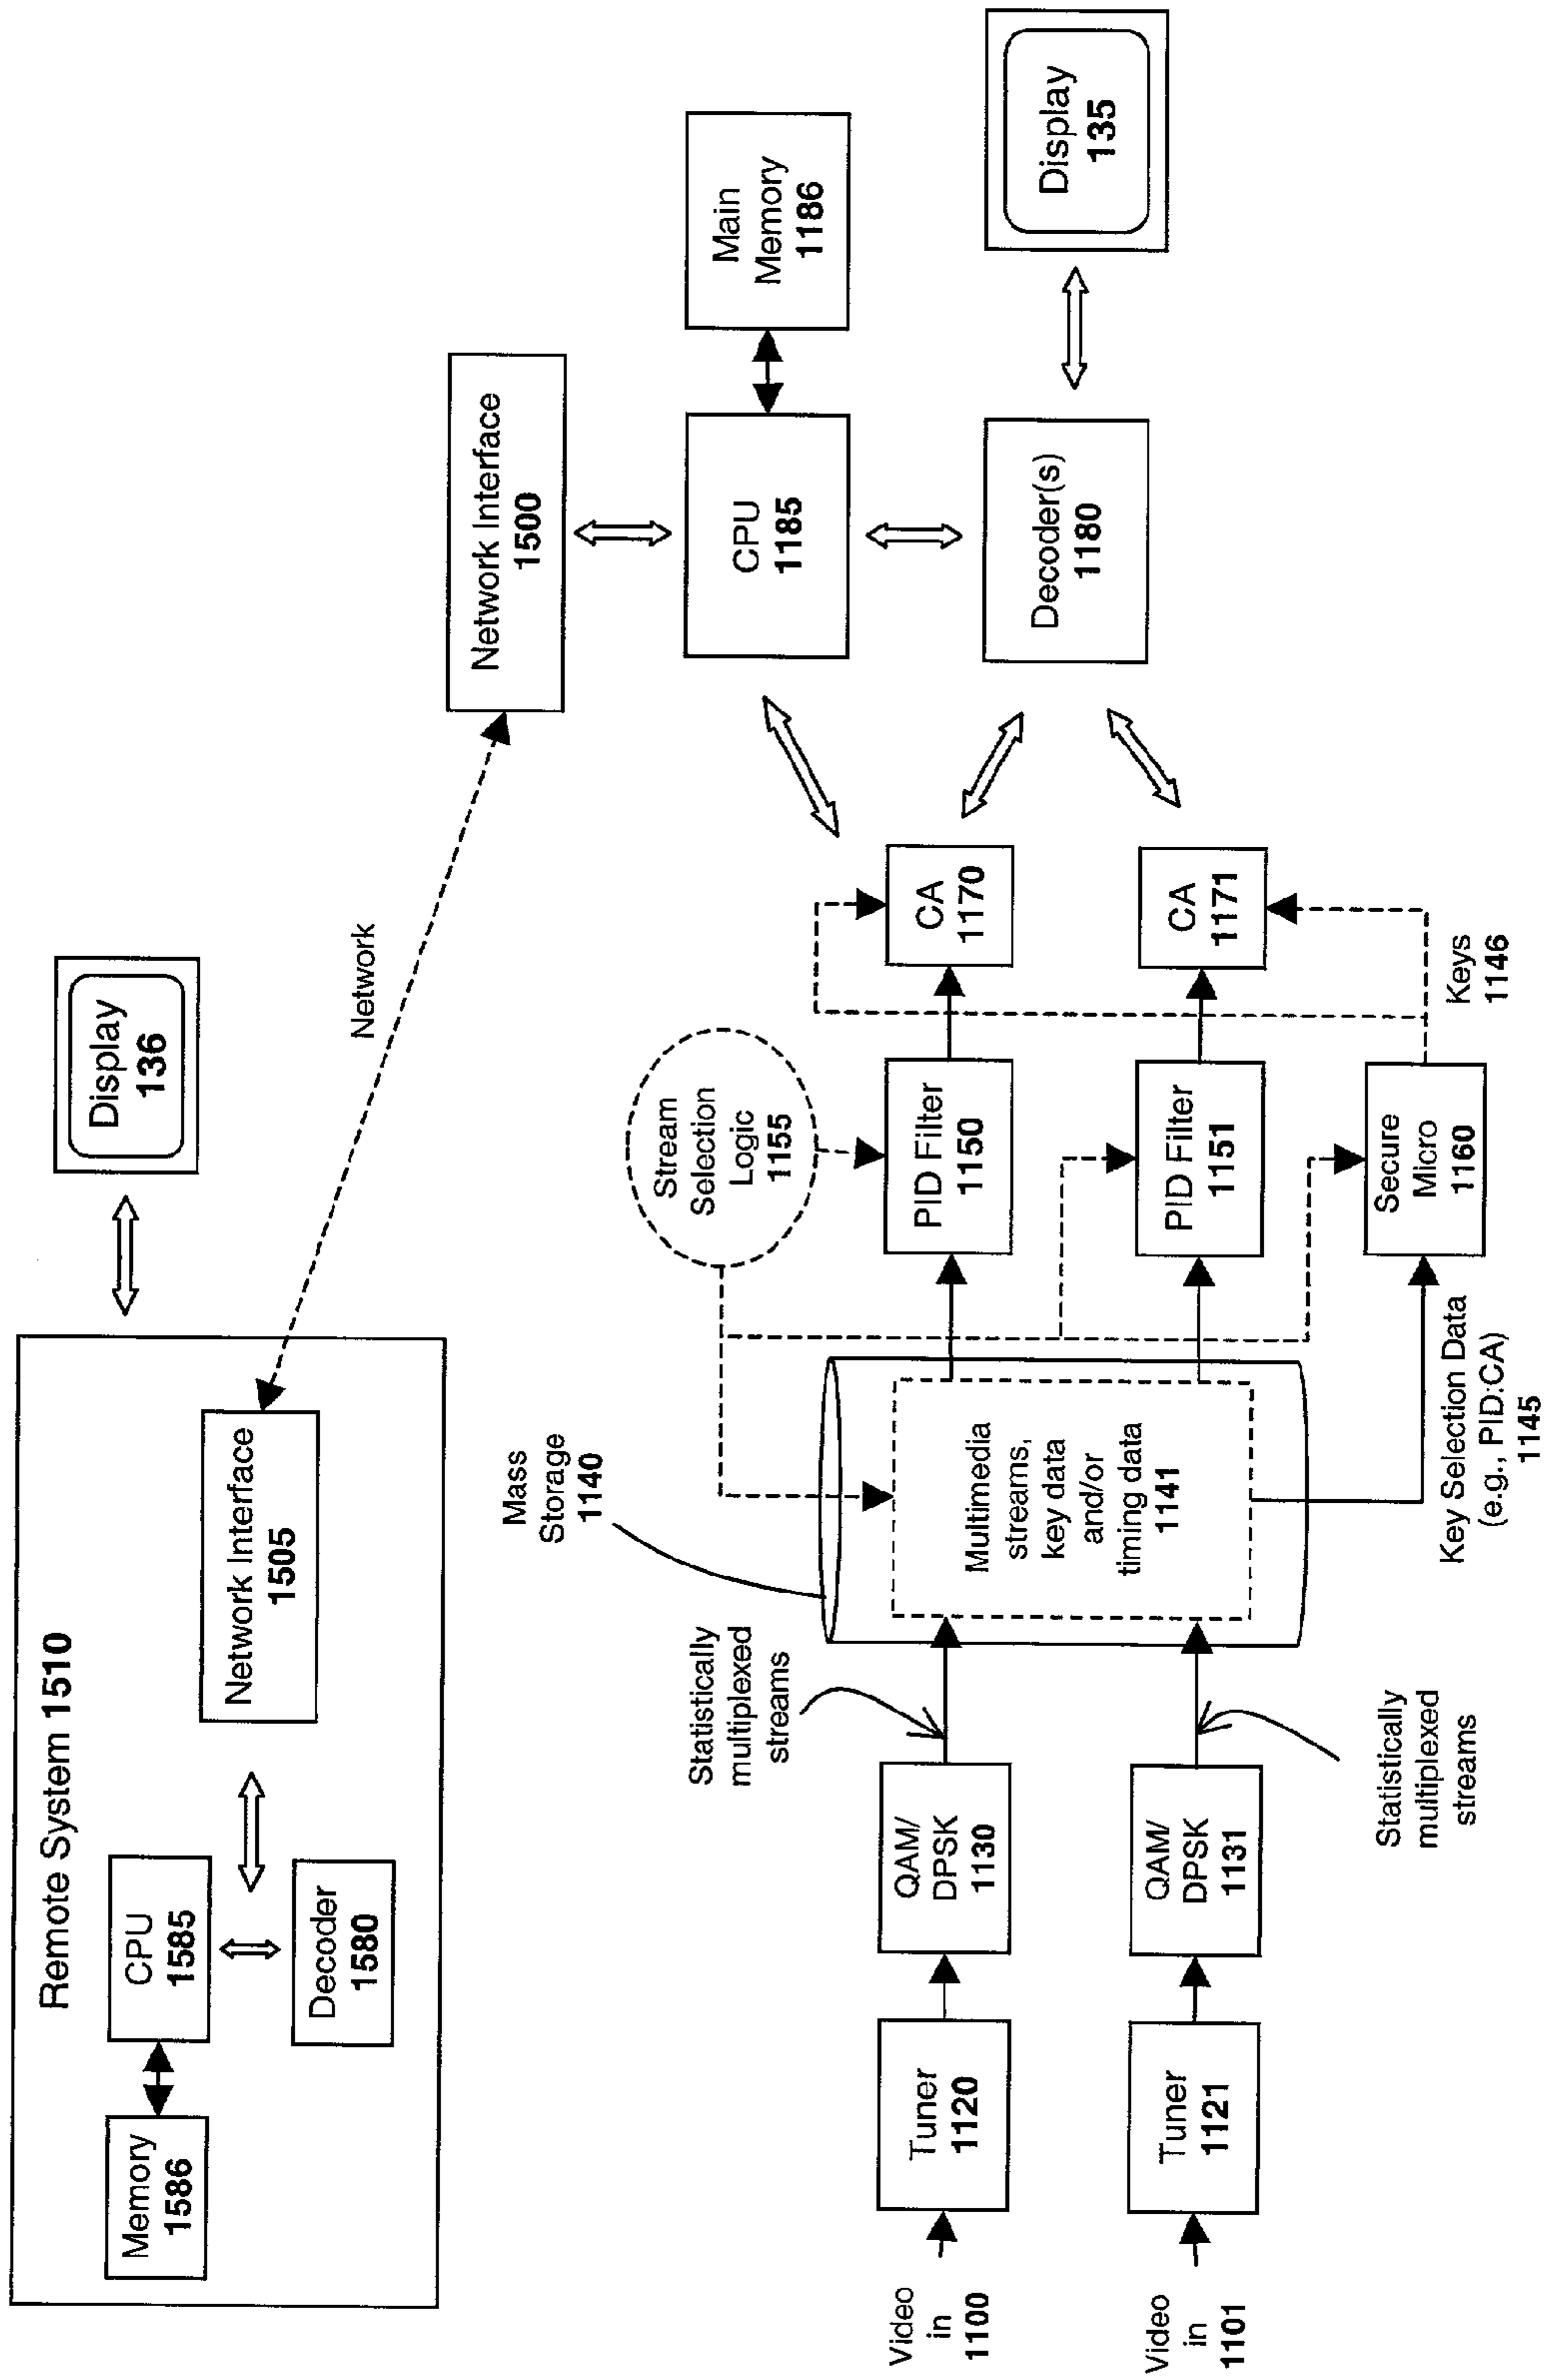 Remote System 1510
Memory
1586
CPU
1585
Decoder
1580
Network Interface
1505
Display
136
Network
Network Interface
1500
CPU
1185
Main
Memory
1186
Decoder(s)
1180
Display
135
Video
in
1100
Tuner
1120
QAM/
DPSK
1130
Statistically
multiplexed
streams
Mass
Storage
1140
Multimedia
streams,
key data
and/or
timing data
1141
Stream
Selection
Logic
1155
PID Filter
1150
CA
1170
Video
in
1101
Tuner
1121
QAM/
DPSK
1131
Statistically
multiplexed
streams
PID Filter
1151
CA
1171
Key Selection Data
(e.g., PID:CA)
1145
Secure
Micro
1160
Keys
1146